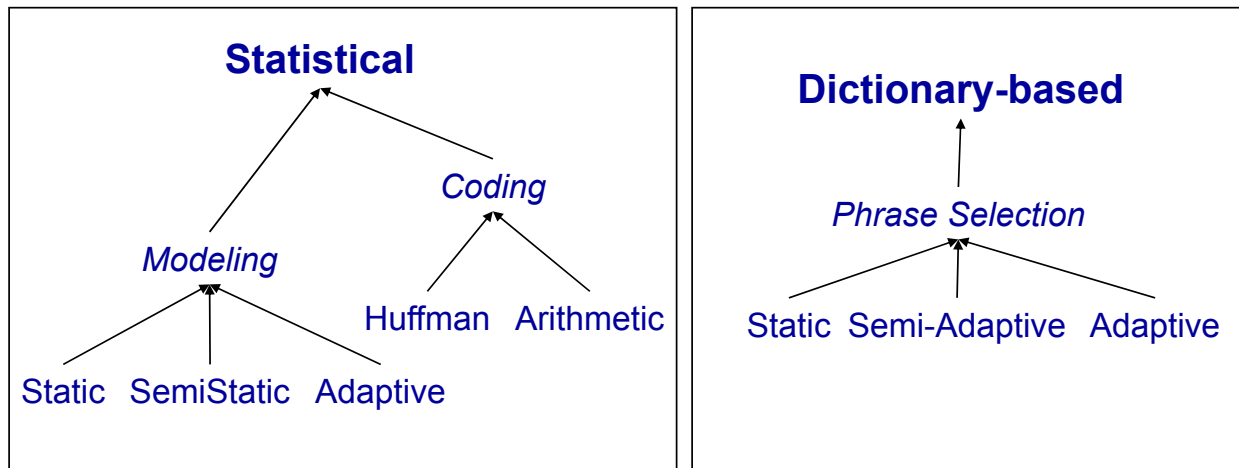 Statistical
Coding
Modeling
Huffman Arithmetic
Static SemiStatic Adaptive
Dictionary-based
Phrase Selection
Static Semi-Adaptive Adaptive